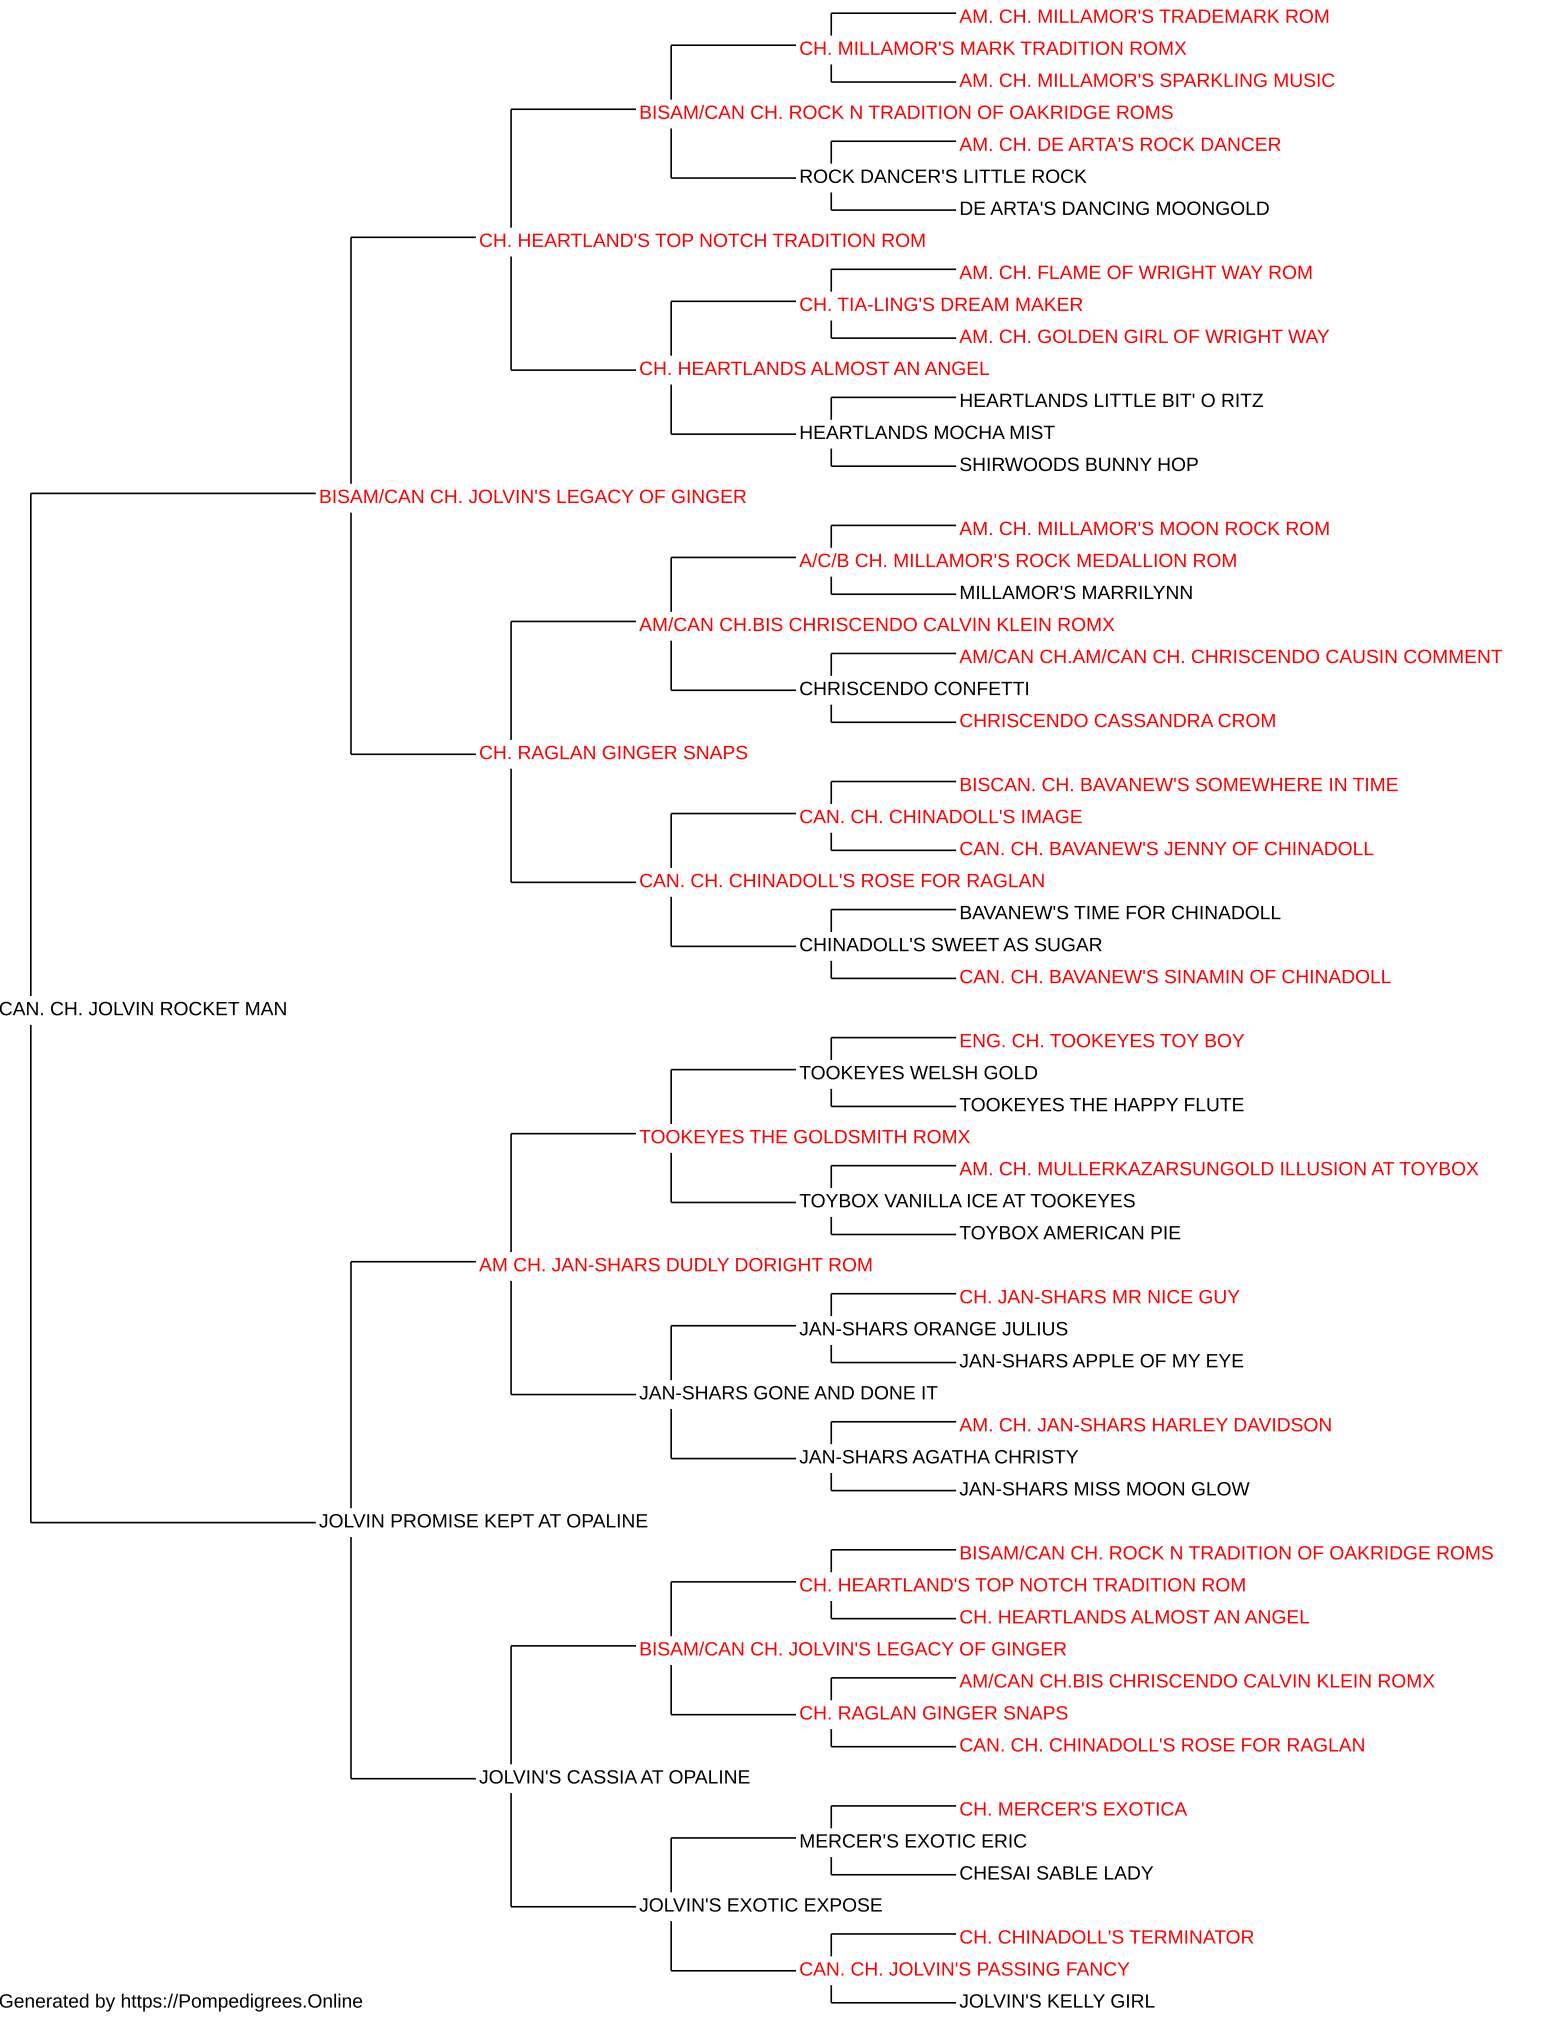 AM. CH. MILLAMOR'S TRADEMARK ROM
CH. MILLAMOR'S MARK TRADITION ROMX
AM. CH. MILLAMOR'S SPARKLING MUSIC
BISAM/CAN CH. ROCK N TRADITION OF OAKRIDGE ROMS
AM. CH. DE ARTA'S ROCK DANCER
ROCK DANCER'S LITTLE ROCK
DE ARTA'S DANCING MOONGOLD
CH. HEARTLAND'S TOP NOTCH TRADITION ROM
AM. CH. FLAME OF WRIGHT WAY ROM
CH. TIA-LING'S DREAM MAKER
AM. CH. GOLDEN GIRL OF WRIGHT WAY
CH. HEARTLANDS ALMOST AN ANGEL
HEARTLANDS LITTLE BIT' O RITZ
HEARTLANDS MOCHA MIST
SHIRWOODS BUNNY HOP
BISAM/CAN CH. JOLVIN'S LEGACY OF GINGER
AM. CH. MILLAMOR'S MOON ROCK ROM
A/C/B CH. MILLAMOR'S ROCK MEDALLION ROM
MILLAMOR'S MARRILYNN
AM/CAN CH.BIS CHRISCENDO CALVIN KLEIN ROMX
AM/CAN CH.AM/CAN CH. CHRISCENDO CAUSIN COMMENT
CHRISCENDO CONFETTI
CHRISCENDO CASSANDRA CROM
CH. RAGLAN GINGER SNAPS
BISCAN. CH. BAVANEW'S SOMEWHERE IN TIME
CAN. CH. CHINADOLL'S IMAGE
CAN. CH. BAVANEW'S JENNY OF CHINADOLL
CAN. CH. CHINADOLL'S ROSE FOR RAGLAN
BAVANEW'S TIME FOR CHINADOLL
CHINADOLL'S SWEET AS SUGAR
CAN. CH. BAVANEW'S SINAMIN OF CHINADOLL
CAN. CH. JOLVIN ROCKET MAN
ENG. CH. TOOKEYES TOY BOY
TOOKEYES WELSH GOLD
TOOKEYES THE HAPPY FLUTE
TOOKEYES THE GOLDSMITH ROMX
AM. CH. MULLERKAZARSUNGOLD ILLUSION AT TOYBOX
TOYBOX VANILLA ICE AT TOOKEYES
TOYBOX AMERICAN PIE
AM CH. JAN-SHARS DUDLY DORIGHT ROM
CH. JAN-SHARS MR NICE GUY
JAN-SHARS ORANGE JULIUS
JAN-SHARS APPLE OF MY EYE
JAN-SHARS GONE AND DONE IT
AM. CH. JAN-SHARS HARLEY DAVIDSON
JAN-SHARS AGATHA CHRISTY
JAN-SHARS MISS MOON GLOW
JOLVIN PROMISE KEPT AT OPALINE
BISAM/CAN CH. ROCK N TRADITION OF OAKRIDGE ROMS
CH. HEARTLAND'S TOP NOTCH TRADITION ROM
CH. HEARTLANDS ALMOST AN ANGEL
BISAM/CAN CH. JOLVIN'S LEGACY OF GINGER
AM/CAN CH.BIS CHRISCENDO CALVIN KLEIN ROMX
CH. RAGLAN GINGER SNAPS
CAN. CH. CHINADOLL'S ROSE FOR RAGLAN
JOLVIN'S CASSIA AT OPALINE
CH. MERCER'S EXOTICA
MERCER'S EXOTIC ERIC
CHESAI SABLE LADY
JOLVIN'S EXOTIC EXPOSE
CH. CHINADOLL'S TERMINATOR
CAN. CH. JOLVIN'S PASSING FANCY
JOLVIN'S KELLY GIRL
Generated by https://Pompedigrees.Online